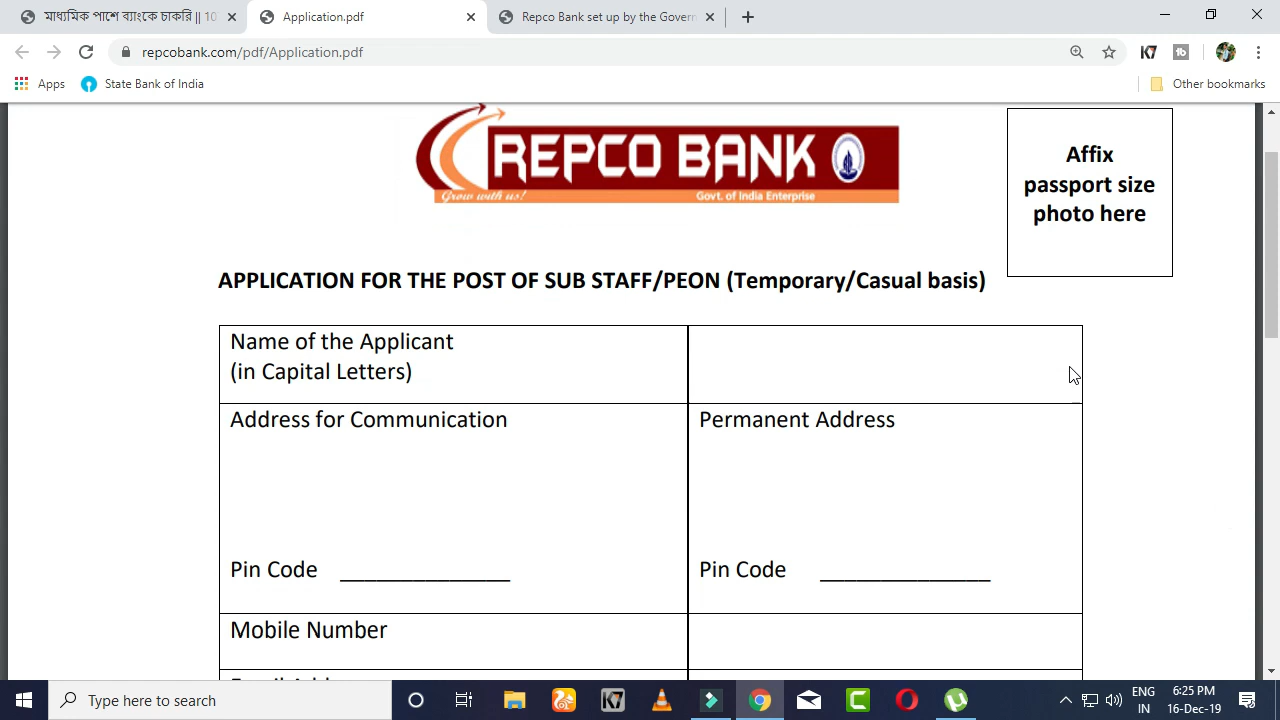 মাধ্যমিক পাশে ব্যাংকে চাকরি || 10
Application.pdf
Repco Bank set up by the Govern
repcobank.com/pdf/Application.pdf
Apps
State Bank of India
Other bookmarks
REPCO BANK
Grow with us!
Govt. of India Enterprise
Affix
passport size
photo here
APPLICATION FOR THE POST OF SUB STAFF/PEON (Temporary/Casual basis)
Name of the Applicant
(in Capital Letters)
Address for Communication
Permanent Address
Pin Code ______________
Pin Code ______________
Mobile Number
Type here to search
ENG
IN
6:25 PM
16-Dec-19